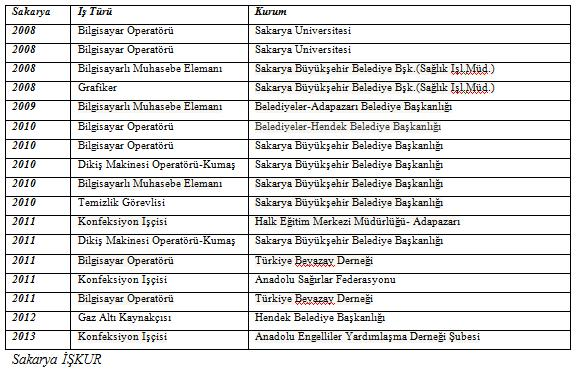 Sakarya İş Türü Kurum
2008 Bilgisayar Operatörü Sakarya Universitesi
2008 Bilgisayar Operatörü Sakarya Universitesi
2008 Bilgisayarlı Muhasebe Elemanı Sakarya Büyükşehir Belediye Bşk.(Sağlık Işl.Müd.)
2008 Grafiker Sakarya Büyükşehir Belediye Bşk.(Sağlık Işl.Müd.)
2009 Bilgisayarlı Muhasebe Elemanı Belediyeler-Adapazarı Belediye Başkanlığı
2010 Bilgisayar Operatörü Belediyeler-Hendek Belediye Başkanlığı
2010 Bilgisayar Operatörü Sakarya Büyükşehir Belediye Başkanlığı
2010 Dikiş Makinesi Operatörü-Kumaş Sakarya Büyükşehir Belediye Başkanlığı
2010 Bilgisayarlı Muhasebe Elemanı Sakarya Büyükşehir Belediye Başkanlığı
2010 Temizlik Görevlisi Sakarya Büyükşehir Belediye Başkanlığı
2011 Konfeksiyon Işçisi Halk Eğitim Merkezi Müdürlüğü- Adapazarı
2011 Dikiş Makinesi Operatörü-Kumaş Sakarya Büyükşehir Belediye Başkanlığı
2011 Bilgisayar Operatörü Türkiye Beyazay Derneği
2011 Konfeksiyon Işçisi Anadolu Sağırlar Federasyonu
2011 Bilgisayar Operatörü Türkiye Beyazay Derneği
2012 Gaz Altı Kaynakçısı Hendek Belediye Başkanlığı
2013 Konfeksiyon Işçisi Anadolu Engelliler Yardımlaşma Derneği Şubesi
Sakarya İŞKUR